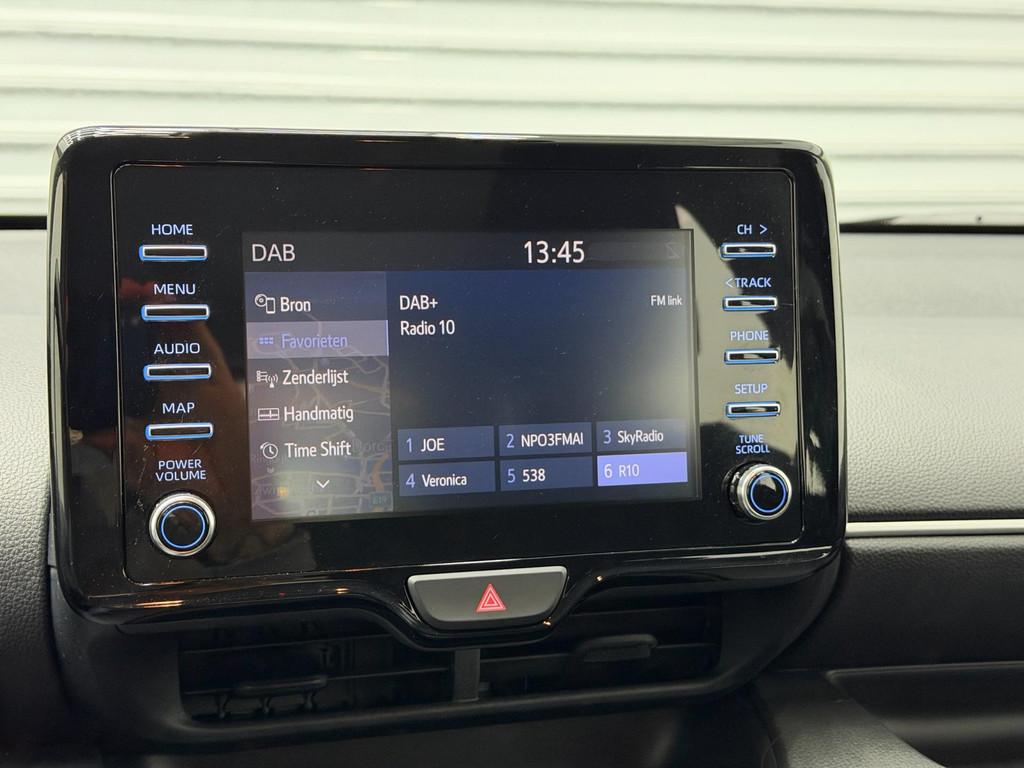 HOME
MENU
AUDIO
MAP
POWER
VOLUME
DAB
13:45
Bron
Favorieten
Zenderlijst
Handmatig
Time Shift
DAB+
FM link
Radio 10
1 JOE
2 NPO3FMAl
3 SkyRadio
4 Veronica
5 538
6 R10
CH >
< TRACK
PHONE
SETUP
TUNE
SCROLL